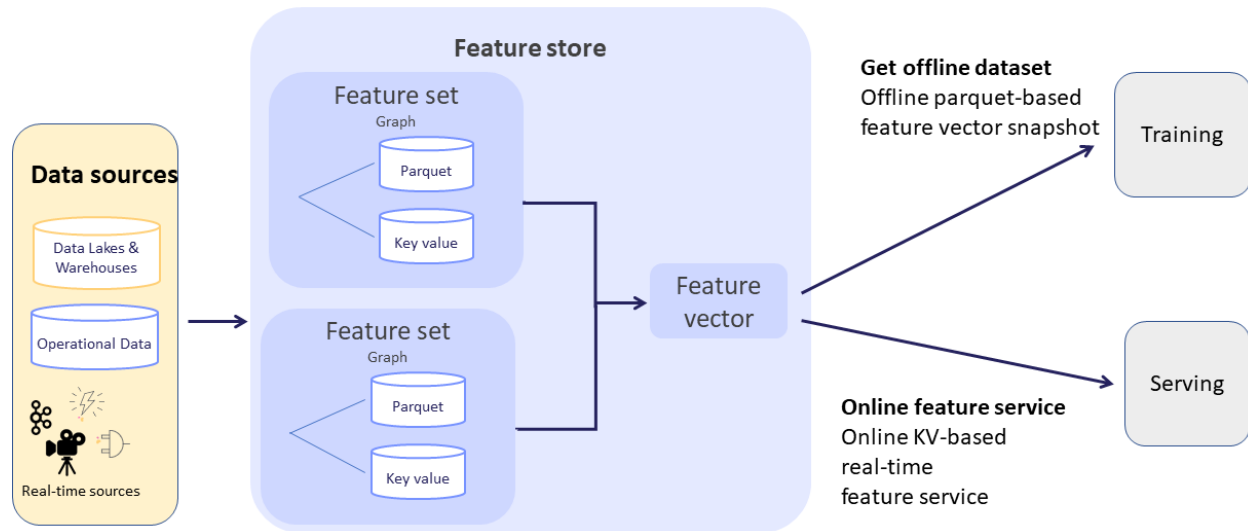 Data sources
Data Lakes &
Warehouses
Operational Data
Real-time sources
Feature store
Feature set
Graph
Parquet
Key value
Feature set
Graph
Parquet
Key value
Feature
vector
Get offline dataset
Offline parquet-based
feature vector snapshot
Training
Online feature service
Online KV-based
real-time
feature service
Serving